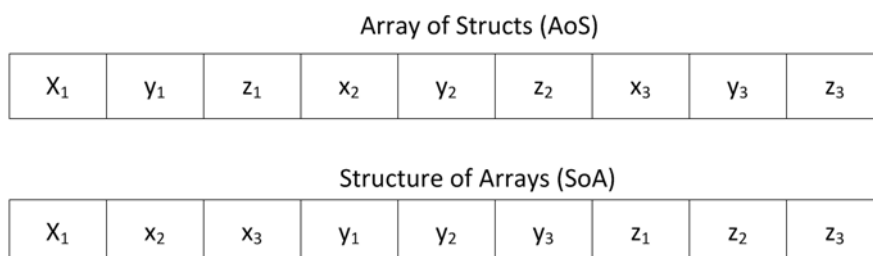 Array of Structs (AoS)
X₁ y₁ z₁ x₂ y₂ z₂ x₃ y₃ z₃
Structure of Arrays (SoA)
X₁ x₂ x₃ y₁ y₂ y₃ z₁ z₂ z₃